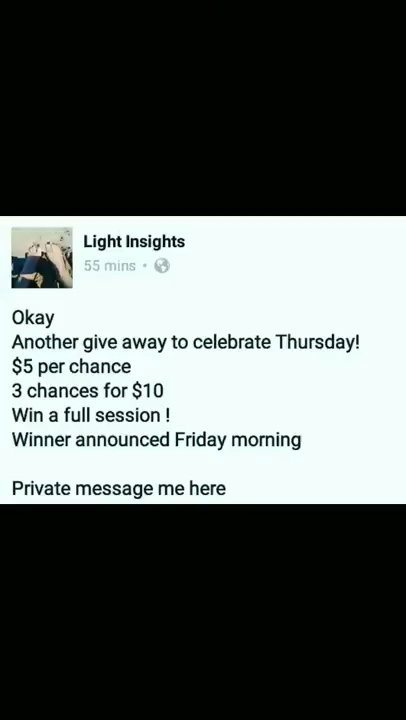 Light Insights
55 mins •
Okay
Another give away to celebrate Thursday!
$5 per chance
3 chances for $10
Win a full session !
Winner announced Friday morning
Private message me here